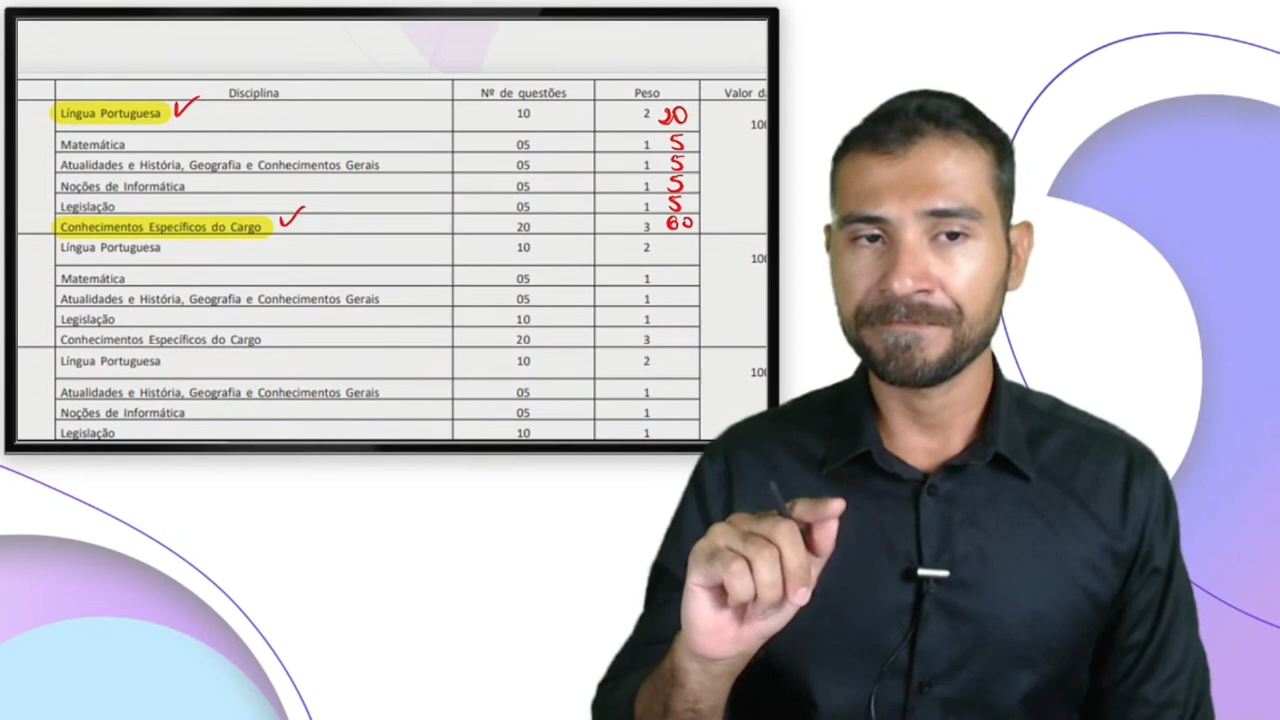 Disciplina Nº de questões Peso Valor da
Língua Portuguesa 10 2 20
100
Matemática 05 1 5
Atualidades e História, Geografia e Conhecimentos Gerais 05 1 5
Noções de Informática 05 1 5
Legislação 05 1 5
Conhecimentos Específicos do Cargo 20 3 60
Língua Portuguesa 10 2
100
Matemática 05 1
Atualidades e História, Geografia e Conhecimentos Gerais 05 1
Legislação 10 1
Conhecimentos Específicos do Cargo 20 3
Língua Portuguesa 10 2
100
Atualidades e História, Geografia e Conhecimentos Gerais 05 1
Noções de Informática 05 1
Legislação 10 1